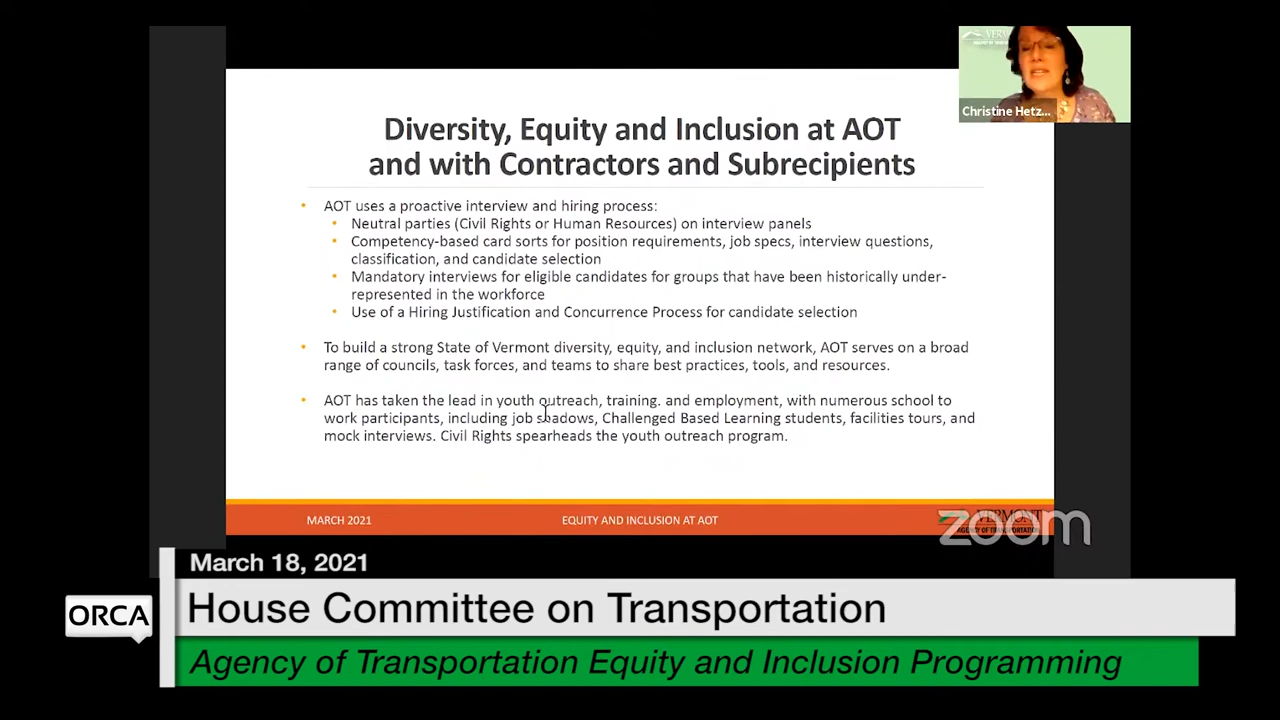 VERMONT
Christine Hetz...
Diversity, Equity and Inclusion at AOT
and with Contractors and Subrecipients
• AOT uses a proactive interview and hiring process:
• Neutral parties (Civil Rights or Human Resources) on interview panels
• Competency-based card sorts for position requirements, job specs, interview questions,
classification, and candidate selection
• Mandatory interviews for eligible candidates for groups that have been historically under-
represented in the workforce
• Use of a Hiring Justification and Concurrence Process for candidate selection
• To build a strong State of Vermont diversity, equity, and inclusion network, AOT serves on a broad
range of councils, task forces, and teams to share best practices, tools, and resources.
• AOT has taken the lead in youth outreach, training. and employment, with numerous school to
work participants, including job shadows, Challenged Based Learning students, facilities tours, and
mock interviews. Civil Rights spearheads the youth outreach program.
MARCH 2021
EQUITY AND INCLUSION AT AOT
VERMONT
AGENCY OF TRANSPORTATION
zoom
March 18, 2021
ORCA
House Committee on Transportation
Agency of Transportation Equity and Inclusion Programming